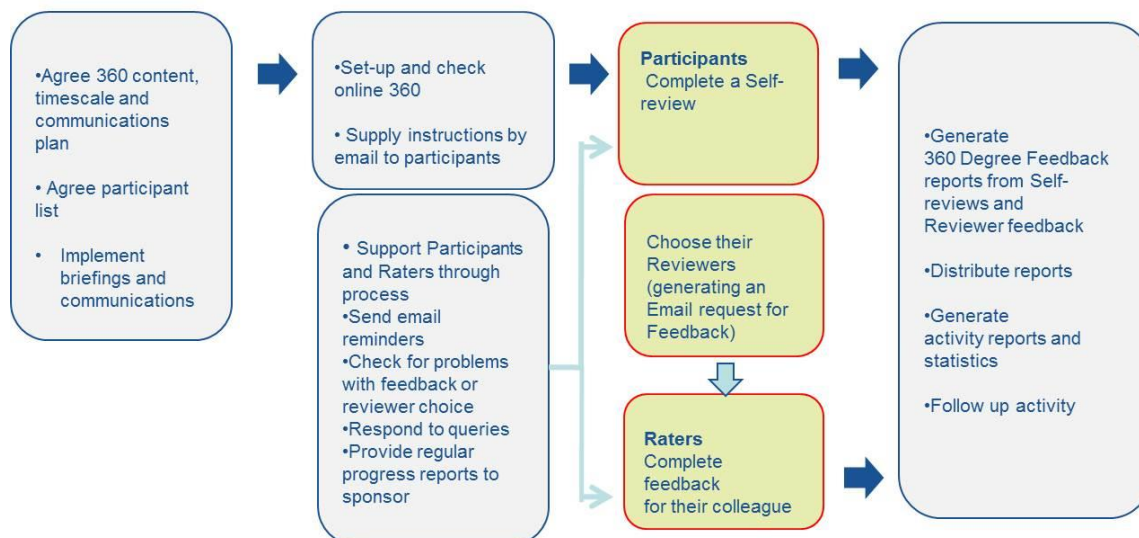 •Agree 360 content,
timescale and
communications
plan
• Agree participant
list
• Implement
briefings and
communications
•Set-up and check
online 360
• Supply instructions by
email to participants
• Support Participants
and Raters through
process
•Send email
reminders
•Check for problems
with feedback or
reviewer choice
•Respond to queries
•Provide regular
progress reports to
sponsor
Participants
Complete a Self-
review
Choose their
Reviewers
(generating an
Email request for
Feedback)
Raters
Complete
feedback
for their colleague
•Generate
360 Degree Feedback
reports from Self-
reviews and
Reviewer feedback
•Distribute reports
•Generate
activity reports and
statistics
•Follow up activity